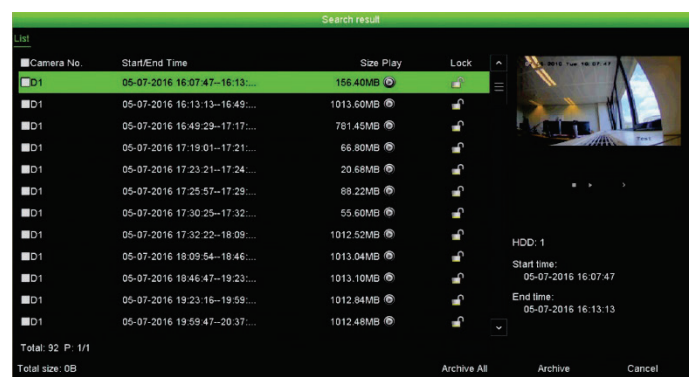 Search result
List
Camera No. Start/End Time Size Play Lock
D1 05-07-2016 16:07:47--16:13:... 156.40MB
D1 05-07-2016 16:13:13--16:49:... 1013.60MB
D1 05-07-2016 16:49:29--17:17:... 781.45MB
D1 05-07-2016 17:19:01--17:21:... 66.80MB
D1 05-07-2016 17:23:21--17:24:... 20.68MB
D1 05-07-2016 17:25:57--17:29:... 88.22MB
D1 05-07-2016 17:30:25--17:32:... 55.60MB
D1 05-07-2016 17:32:22--18:09:... 1012.52MB
D1 05-07-2016 18:09:54--18:46:... 1013.04MB
D1 05-07-2016 18:46:47--19:23:... 1013.10MB
D1 05-07-2016 19:23:16--19:59:... 1012.84MB
D1 05-07-2016 19:59:47--20:37:... 1012.48MB
2016 Tue 16:07:47
Test
HDD: 1
Start time:
05-07-2016 16:07:47
End time:
05-07-2016 16:13:13
Total: 92 P: 1/1
Total size: 0B
Archive All Archive Cancel